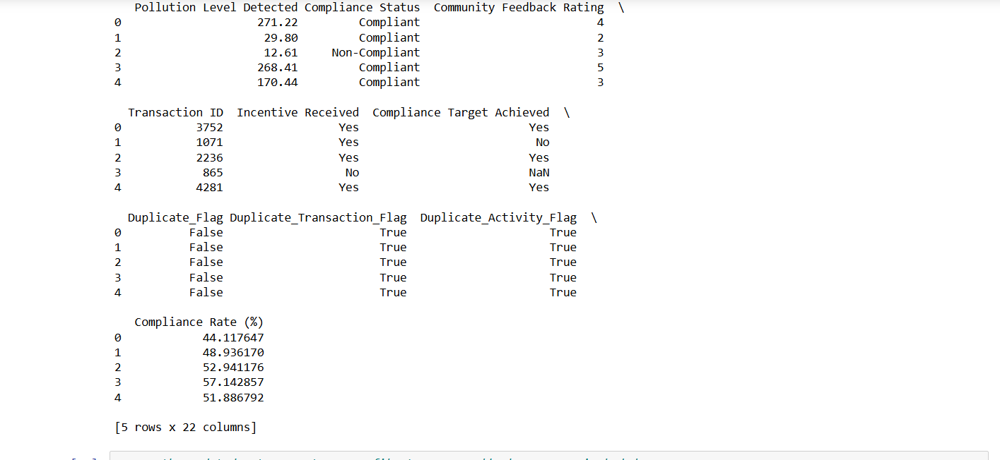 Pollution Level Detected Compliance Status  Community Feedback Rating  \
0                    271.22         Compliant                          4
1                     29.80         Compliant                          2
2                     12.61     Non-Compliant                          3
3                    268.41         Compliant                          5
4                    170.44         Compliant                          3
Transaction ID  Incentive Received  Compliance Target Achieved  \
0            3752                 Yes                         Yes
1            1071                 Yes                          No
2            2236                 Yes                         Yes
3             865                  No                         NaN
4            4281                 Yes                         Yes
Duplicate_Flag Duplicate_Transaction_Flag  Duplicate_Activity_Flag  \
0           False                       True                     True
1           False                       True                     True
2           False                       True                     True
3           False                       True                     True
4           False                       True                     True
Compliance Rate (%)
0            44.117647
1            48.936170
2            52.941176
3            57.142857
4            51.886792
[5 rows x 22 columns]